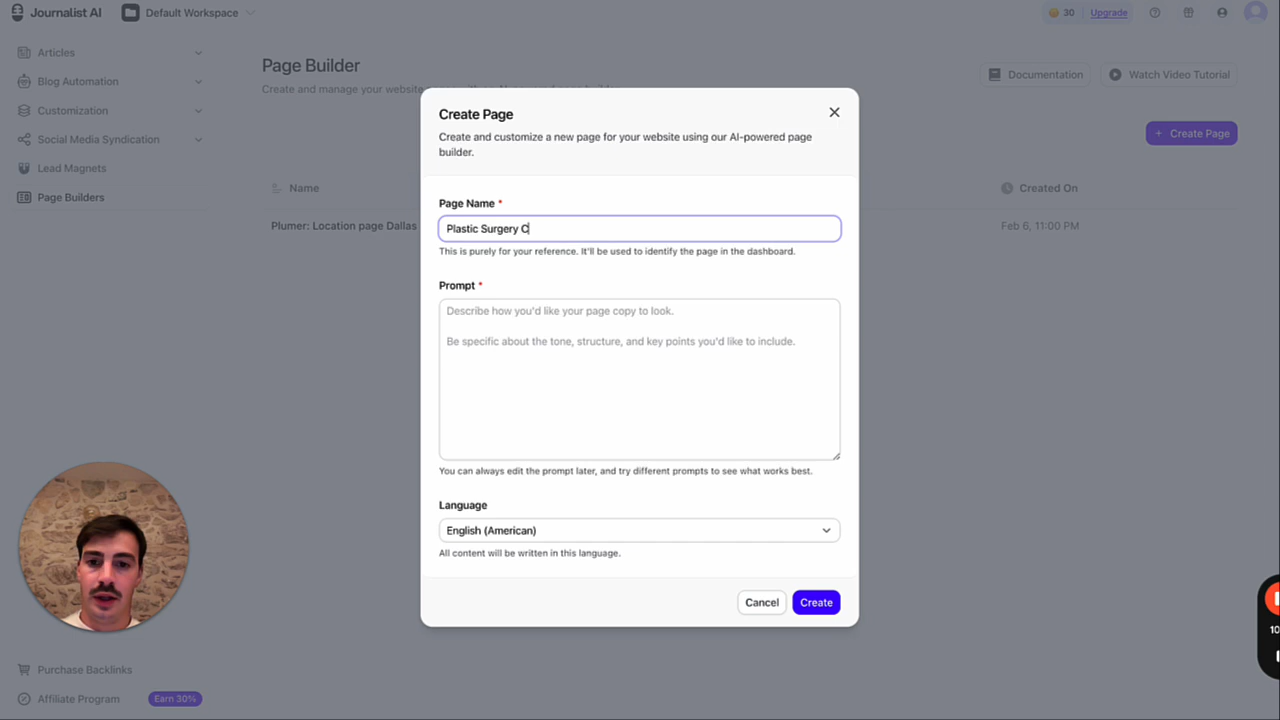 Journalist AI
Default Workspace
30
Upgrade
Articles
Blog Automation
Customization
Social Media Syndication
Lead Magnets
Page Builders
Purchase Backlinks
Affiliate Program
Earn 30%
Page Builder
Create and manage your website
Documentation
Watch Video Tutorial
+ Create Page
Name
Created On
Plumer: Location page Dallas
Feb 6, 11:00 PM
Create Page
Create and customize a new page for your website using our AI-powered page
builder.
Page Name *
Plastic Surgery C
This is purely for your reference. It'll be used to identify the page in the dashboard.
Prompt *
Describe how you'd like your page copy to look.
Be specific about the tone, structure, and key points you'd like to include.
You can always edit the prompt later, and try different prompts to see what works best.
Language
English (American)
All content will be written in this language.
Cancel
Create
10